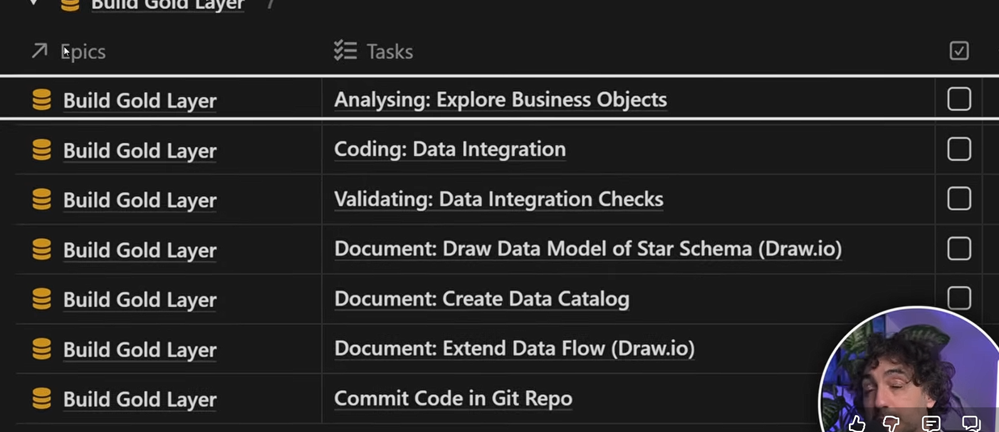 Build Gold Layer 7
Epics Tasks
Build Gold Layer Analysing: Explore Business Objects
Build Gold Layer Coding: Data Integration
Build Gold Layer Validating: Data Integration Checks
Build Gold Layer Document: Draw Data Model of Star Schema (Draw.io)
Build Gold Layer Document: Create Data Catalog
Build Gold Layer Document: Extend Data Flow (Draw.io)
Build Gold Layer Commit Code in Git Repo